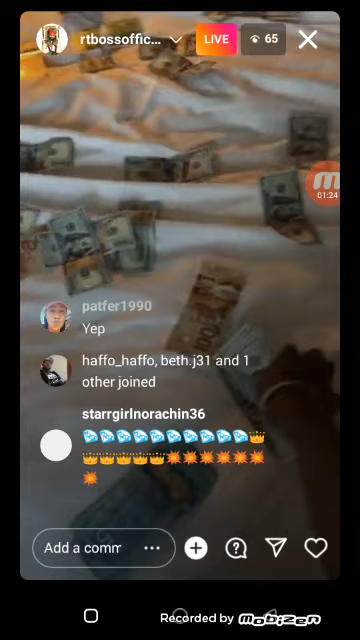 rtbossoffic...
LIVE
65
01:24
patfer1990
Yep
haffo_haffo, beth.j31 and 1
other joined
starrgirlnorachin36
Add a comm
Recorded by mobizen